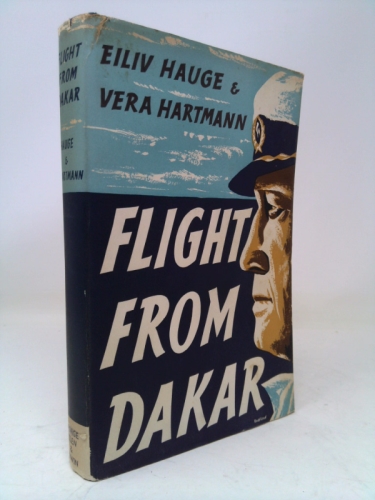 FLIGHT
FROM
DAKAR
HAUGE
&
HARTMANN
EILIV HAUGE &
VERA HARTMANN
FLIGHT
FROM
DAKAR